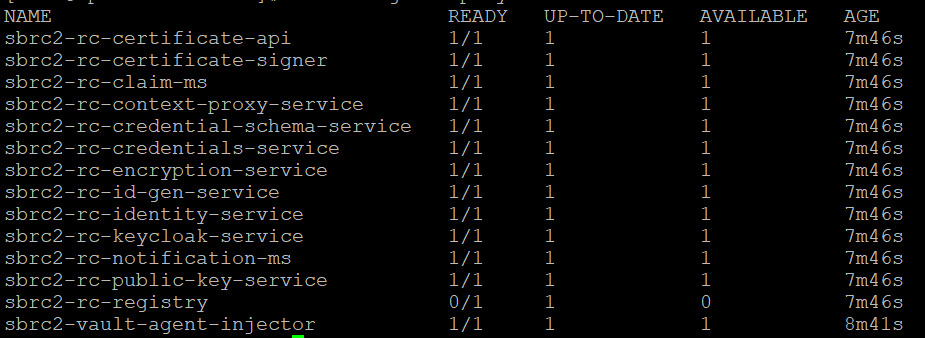 NAME READY UP-TO-DATE AVAILABLE AGE
sbrc2-rc-certificate-api 1/1 1 1 7m46s
sbrc2-rc-certificate-signer 1/1 1 1 7m46s
sbrc2-rc-claim-ms 1/1 1 1 7m46s
sbrc2-rc-context-proxy-service 1/1 1 1 7m46s
sbrc2-rc-credential-schema-service 1/1 1 1 7m46s
sbrc2-rc-credentials-service 1/1 1 1 7m46s
sbrc2-rc-encryption-service 1/1 1 1 7m46s
sbrc2-rc-id-gen-service 1/1 1 1 7m46s
sbrc2-rc-identity-service 1/1 1 1 7m46s
sbrc2-rc-keycloak-service 1/1 1 1 7m46s
sbrc2-rc-notification-ms 1/1 1 1 7m46s
sbrc2-rc-public-key-service 1/1 1 1 7m46s
sbrc2-rc-registry 0/1 1 0 7m46s
sbrc2-vault-agent-injector 1/1 1 1 8m41s